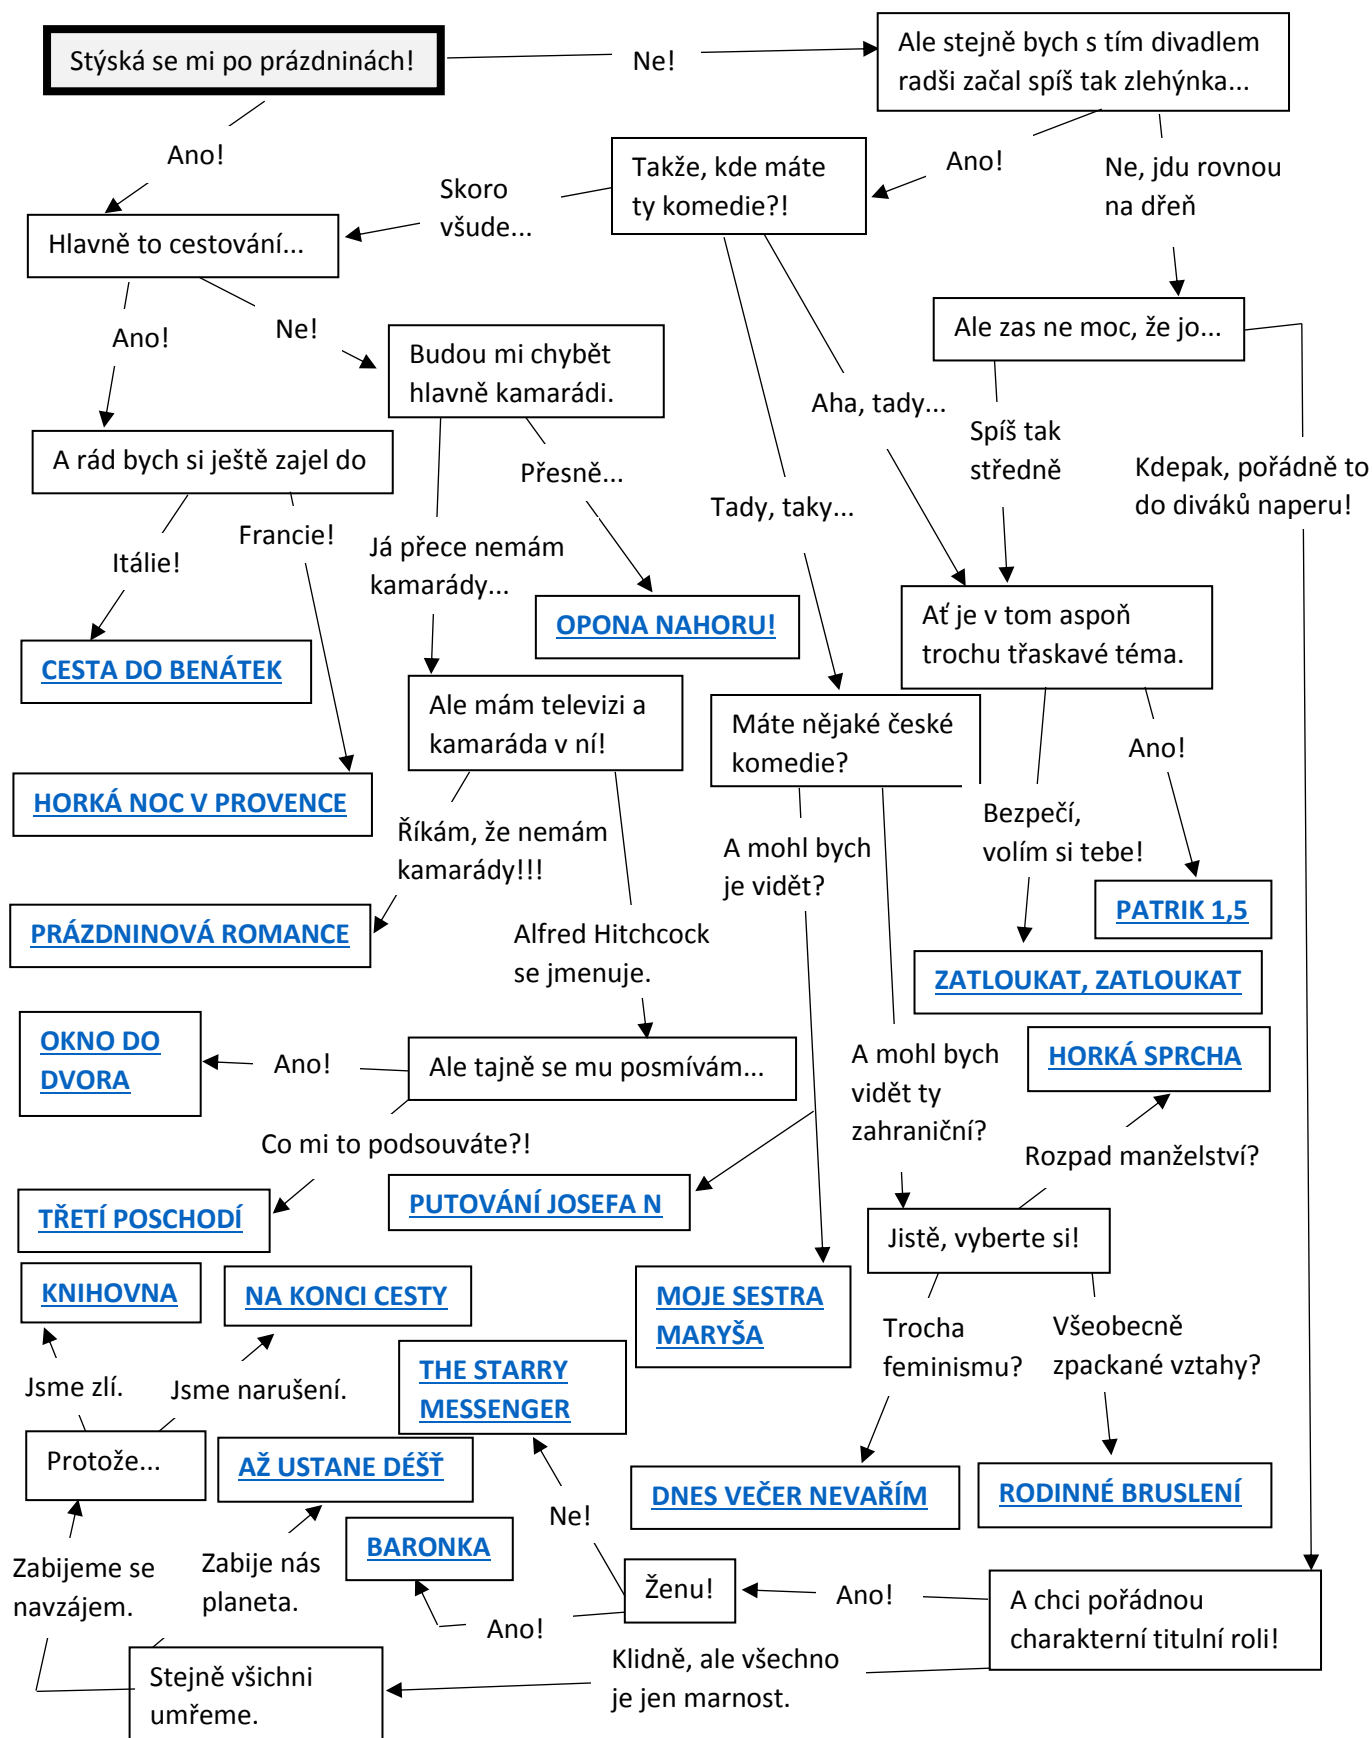 Stýská se mi po prázdninách!
Ne!
Ale stejně bych s tím divadlem
radši začal spíš tak zlehýnka...
Ano!
Skoro
všude...
Takže, kde máte
ty komedie?!
Ano!
Ne, jdu rovnou
na dřeň
Hlavně to cestování...
Ano!
Ne!
Budou mi chybět
hlavně kamarádi.
Ale zas ne moc, že jo...
Aha, tady...
Spíš tak
středně
Kdepak, pořádně to
do diváků naperu!
A rád bych si ještě zajel do
Přesně...
Tady, taky...
Itálie!
Francie!
Já přece nemám
kamarády...
OPONA NAHORU!
Ať je v tom aspoň
trochu třaskavé téma.
CESTA DO BENÁTEK
Ale mám televizi a
kamaráda v ní!
Máte nějaké české
komedie?
Ano!
HORKÁ NOC V PROVENCE
Říkám, že nemám
kamarády!!!
A mohl bych
je vidět?
Bezpečí,
volím si tebe!
PATRIK 1,5
PRÁZDNINOVÁ ROMANCE
Alfred Hitchcock
se jmenuje.
ZATLOUKAT, ZATLOUKAT
OKNO DO
DVORA
Ano!
Ale tajně se mu posmívám...
A mohl bych
vidět ty
zahraniční?
HORKÁ SPRCHA
Co mi to podsouváte?!
Rozpad manželství?
TŘETÍ POSCHODÍ
PUTOVÁNÍ JOSEFA N
Jistě, vyberte si!
KNIHOVNA
NA KONCI CESTY
MOJE SESTRA
MARYŠA
Trocha
feminismu?
Všeobecně
zpackané vztahy?
Jsme zlí.
Jsme narušení.
THE STARRY
MESSENGER
Protože...
AŽ USTANE DÉŠŤ
DNES VEČER NEVAŘÍM
RODINNÉ BRUSLENÍ
Ne!
BARONKA
Zabijeme se
navzájem.
Zabije nás
planeta.
Ženu!
Ano!
Ano!
A chci pořádnou
charakterní titulní roli!
Klidně, ale všechno
je jen marnost.
Stejně všichni
umřeme.